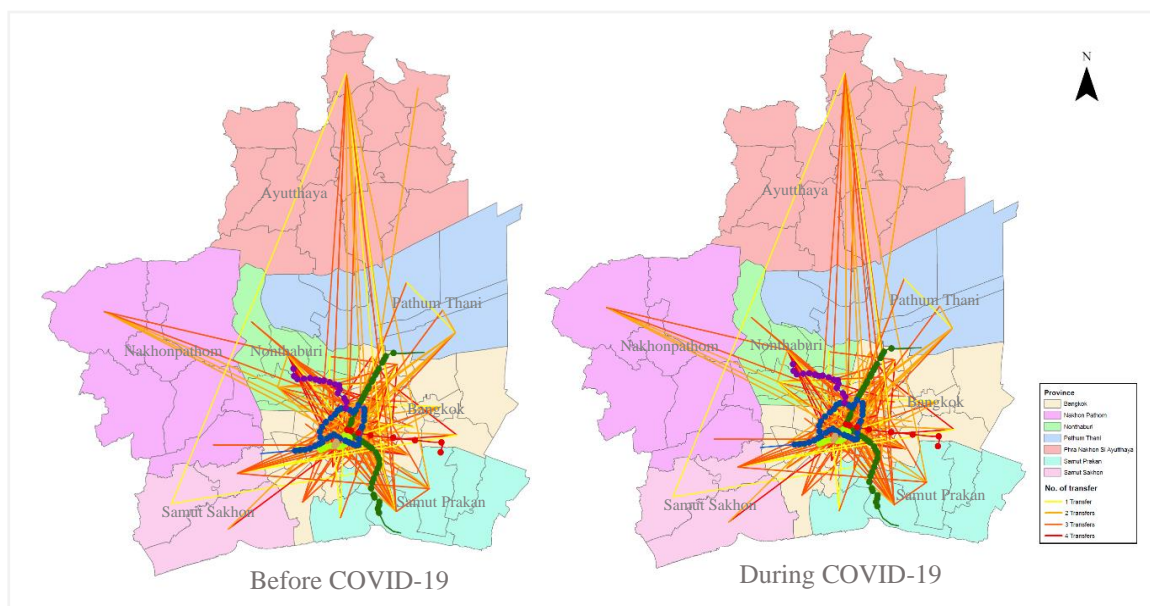 N
Ayutthaya
Pathum Thani
Nakhonpathom
Nonthaburi
Bangkok
Samut Sakhon
Samut Prakan
Before COVID-19
Ayutthaya
Pathum Thani
Nakhonpathom
Nonthaburi
Bangkok
Samut Sakhon
Samut Prakan
During COVID-19
Province
Bangkok
Nakhon Pathom
Nonthaburi
Pathum Thani
Phra Nakhon Si Ayutthaya
Samut Prakan
Samut Sakhon
No. of transfer
1 Transfer
2 Transfers
3 Transfers
4 Transfers